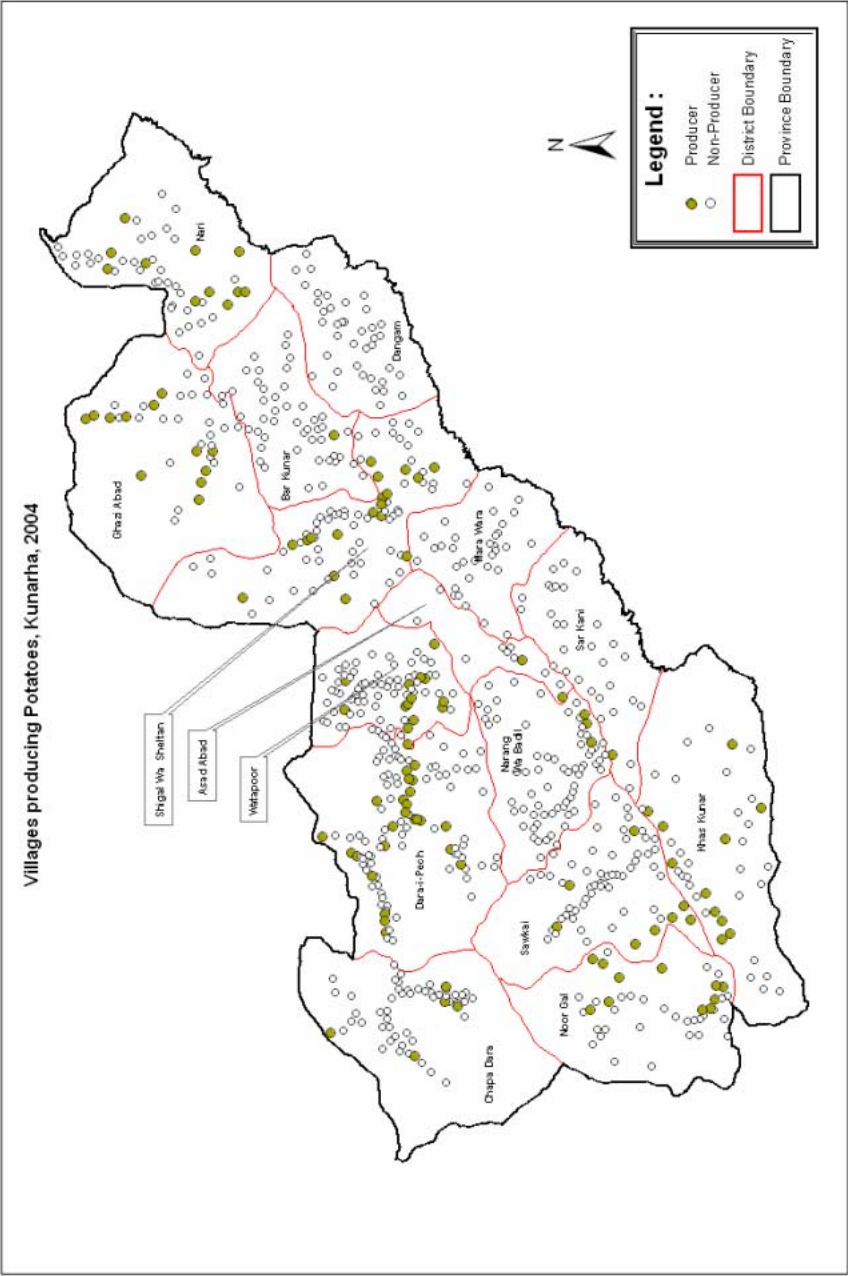 Villages producing Potatoes, Kunarha, 2004
N
Legend :
Producer
Non-Producer
District Boundary
Province Boundary
Shigal Wa Sheltan
Asad Abad
Watapoor
Nari
Ghazi Abad
Bar Kunar
Dangam
Mara Wara
Sar Kani
Narang
Wa Badil
Dara-i-Pech
Sawkai
Khas Kunar
Noor Gal
Chapa Dara